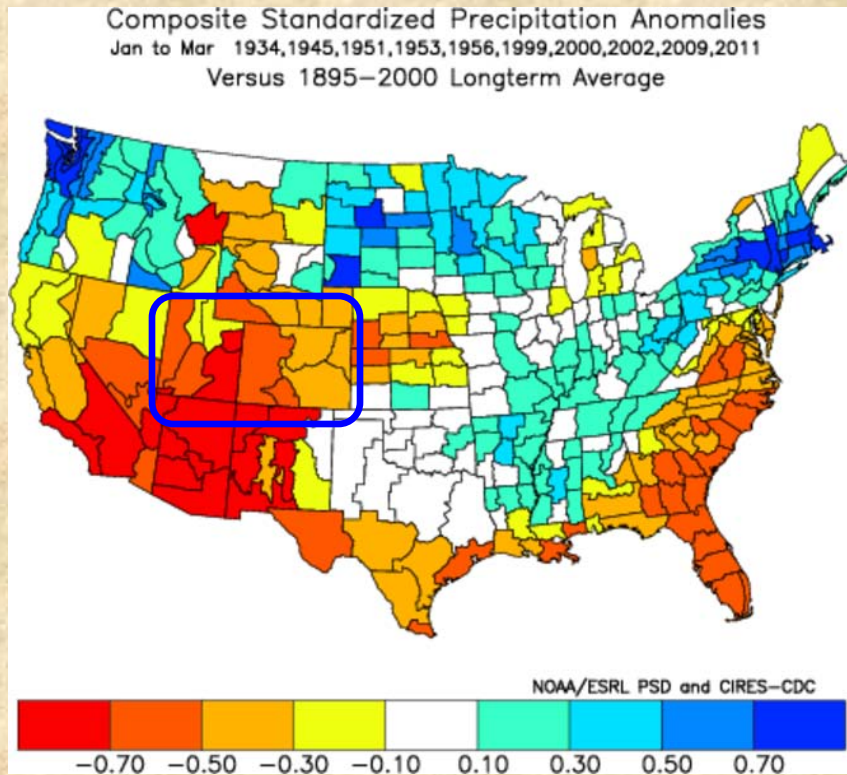 Composite Standardized Precipitation Anomalies
Jan to Mar 1934,1945,1951,1953,1956,1999,2000,2002,2009,2011
Versus 1895-2000 Longterm Average
NOAA/ESRL PSD and CIRES-CDC
-0.70 -0.50 -0.30 -0.10 0.10 0.30 0.50 0.70